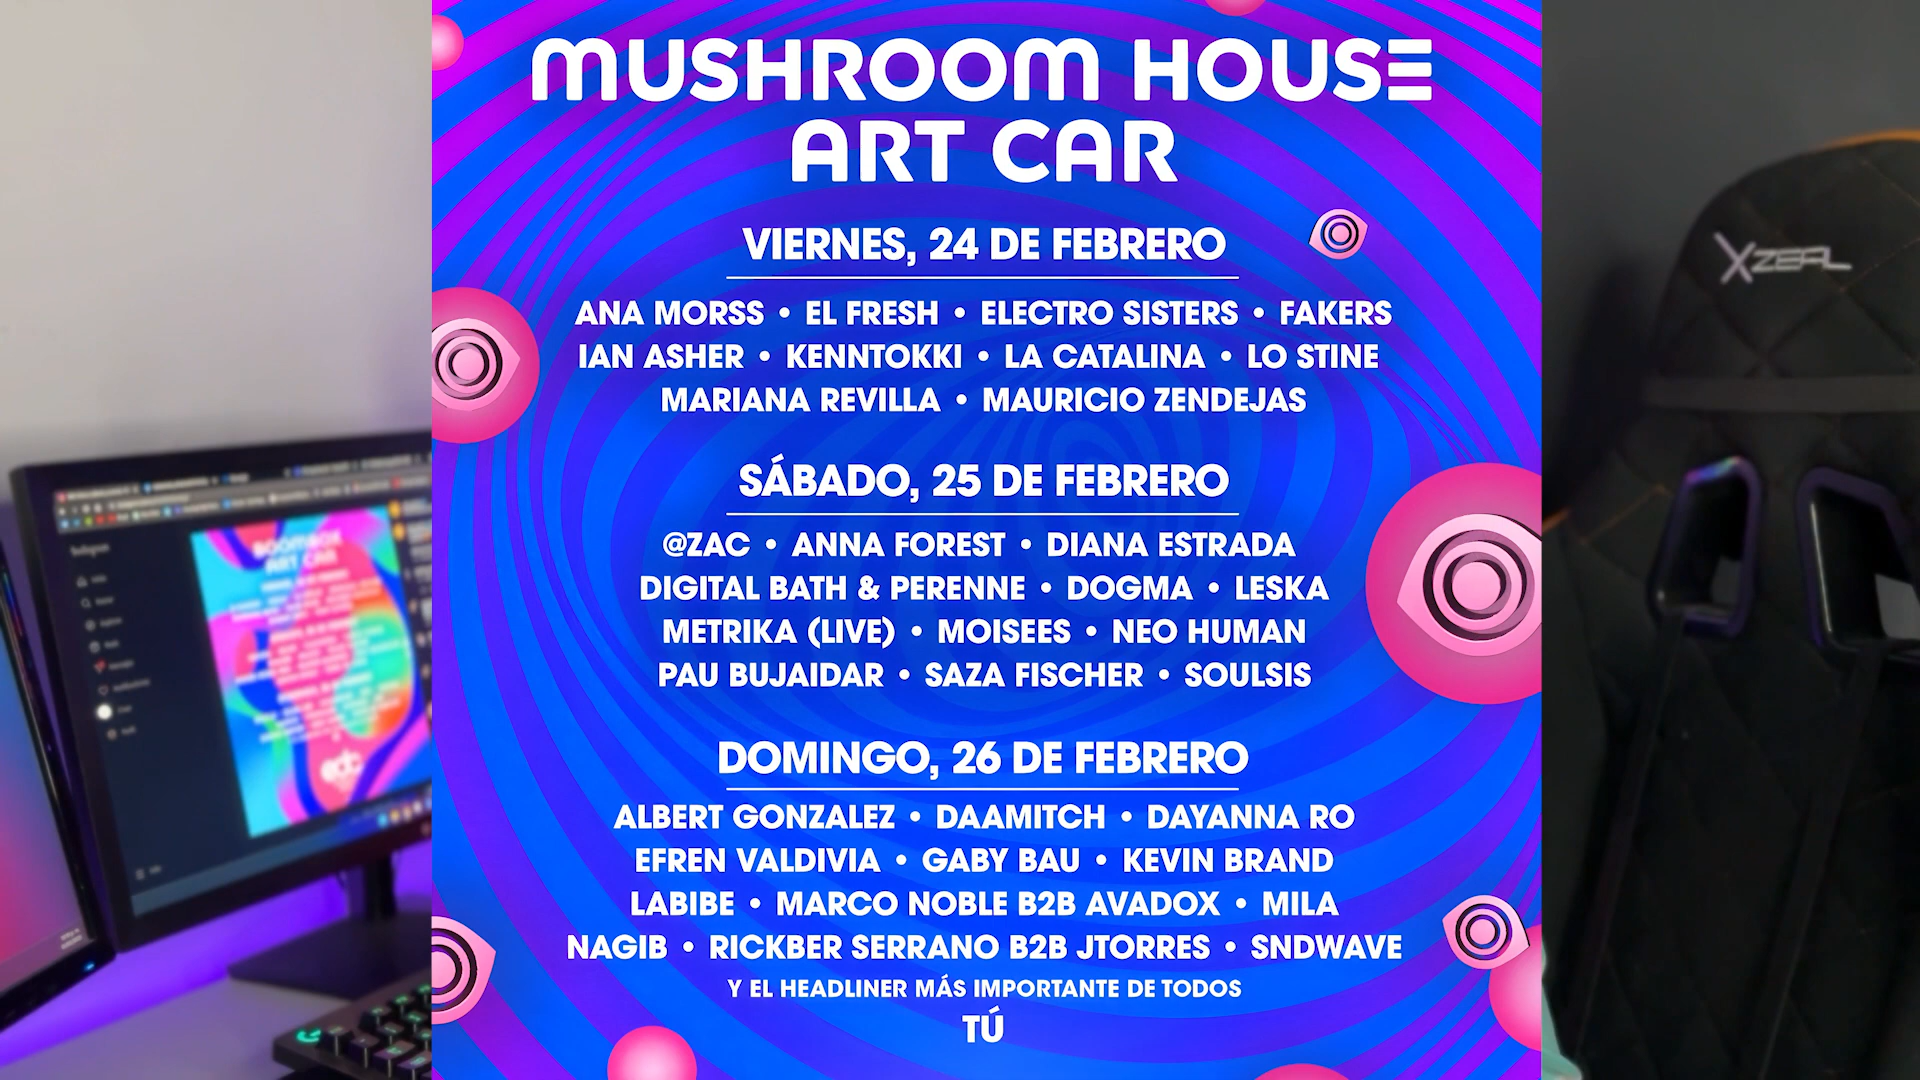 MUSHROOM HOUSE
ART CAR
VIERNES, 24 DE FEBRERO
ANA MORSS • EL FRESH • ELECTRO SISTERS • FAKERS
IAN ASHER • KENNTOKKI • LA CATALINA • LO STINE
MARIANA REVILLA • MAURICIO ZENDEJAS
SÁBADO, 25 DE FEBRERO
@ZAC • ANNA FOREST • DIANA ESTRADA
DIGITAL BATH & PERENNE • DOGMA • LESKA
METRIKA (LIVE) • MOISEES • NEO HUMAN
PAU BUJAIDAR • SAZA FISCHER • SOULSIS
DOMINGO, 26 DE FEBRERO
ALBERT GONZALEZ • DAAMITCH • DAYANNA RO
EFREN VALDIVIA • GABY BAU • KEVIN BRAND
LABIBE • MARCO NOBLE B2B AVADOX • MILA
NAGIB • RICKBER SERRANO B2B JTORRES • SNDWAVE
Y EL HEADLINER MÁS IMPORTANTE DE TODOS
TÚ
BOOMBOX
ART CAR
edc
XZEAL